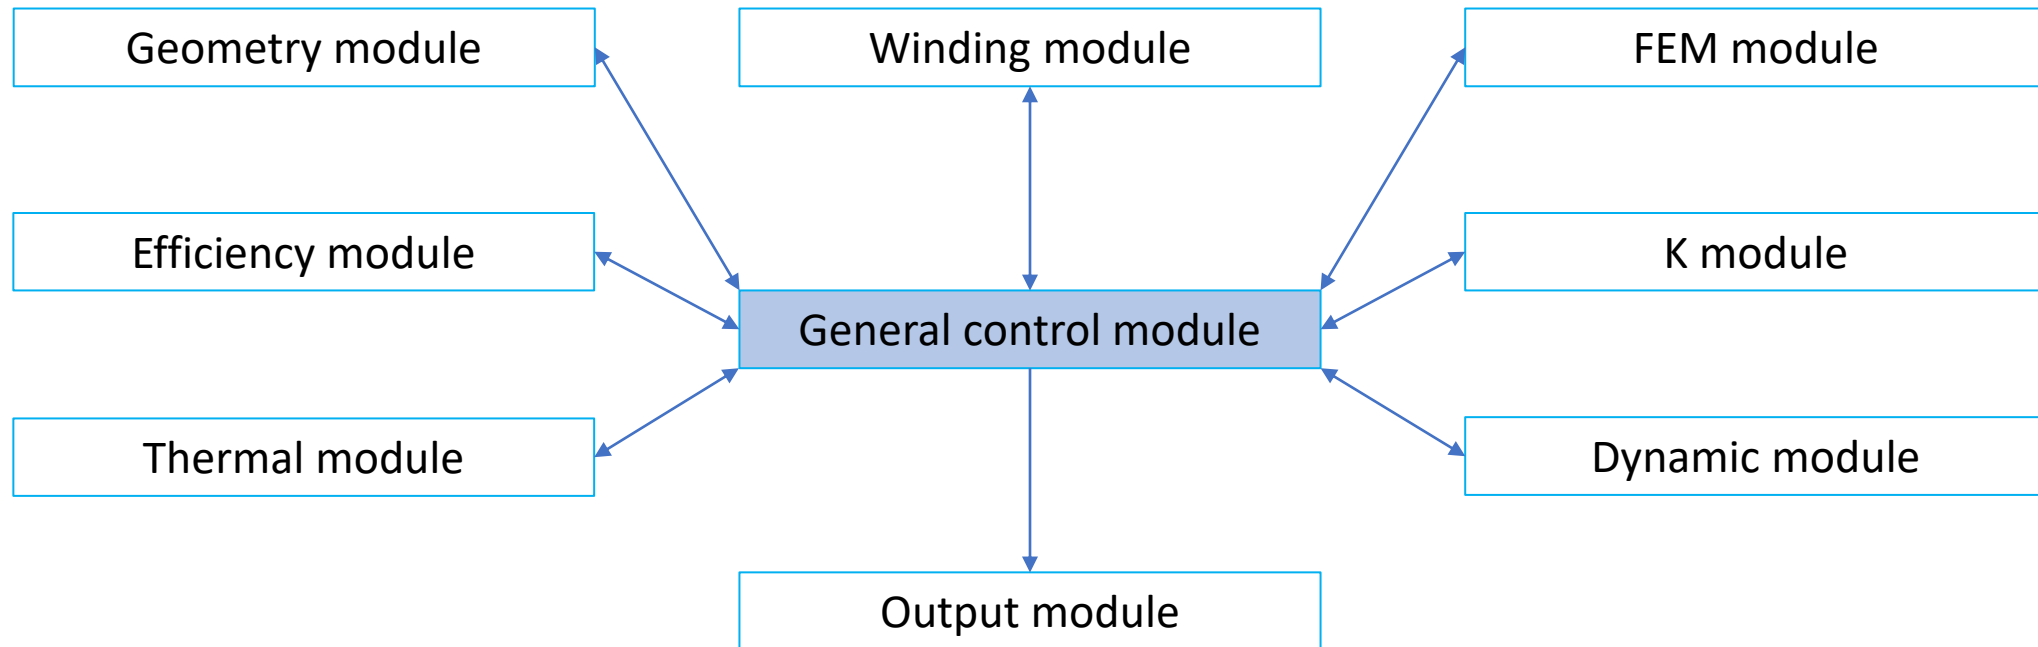 Geometry module
Winding module
FEM module
Efficiency module
K module
General control module
Thermal module
Dynamic module
Output module